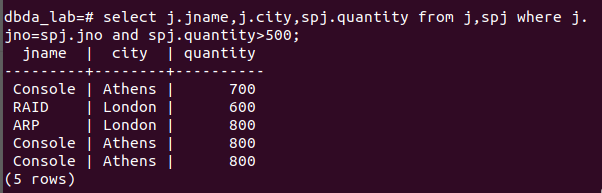 dbda_lab=# select j.jname,j.city,spj.quantity from j,spj where j.
jno=spj.jno and spj.quantity>500;
  jname  |  city  | quantity
---------+--------+----------
 Console | Athens |      700
 RAID    | London |      600
 ARP     | London |      800
 Console | Athens |      800
 Console | Athens |      800
(5 rows)